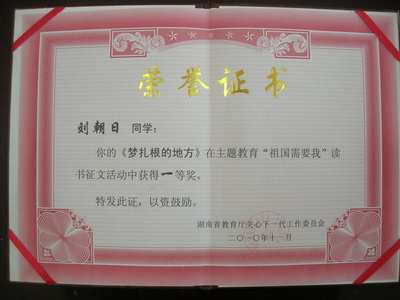 荣誉证书
刘朝日 同学：
你的《梦扎根的地方》在主题教育“祖国需要我”读
书征文活动中获得一等奖。
特发此证，以资鼓励。
湖南省教育厅关心下一代工作委员会
二〇一〇年十一月